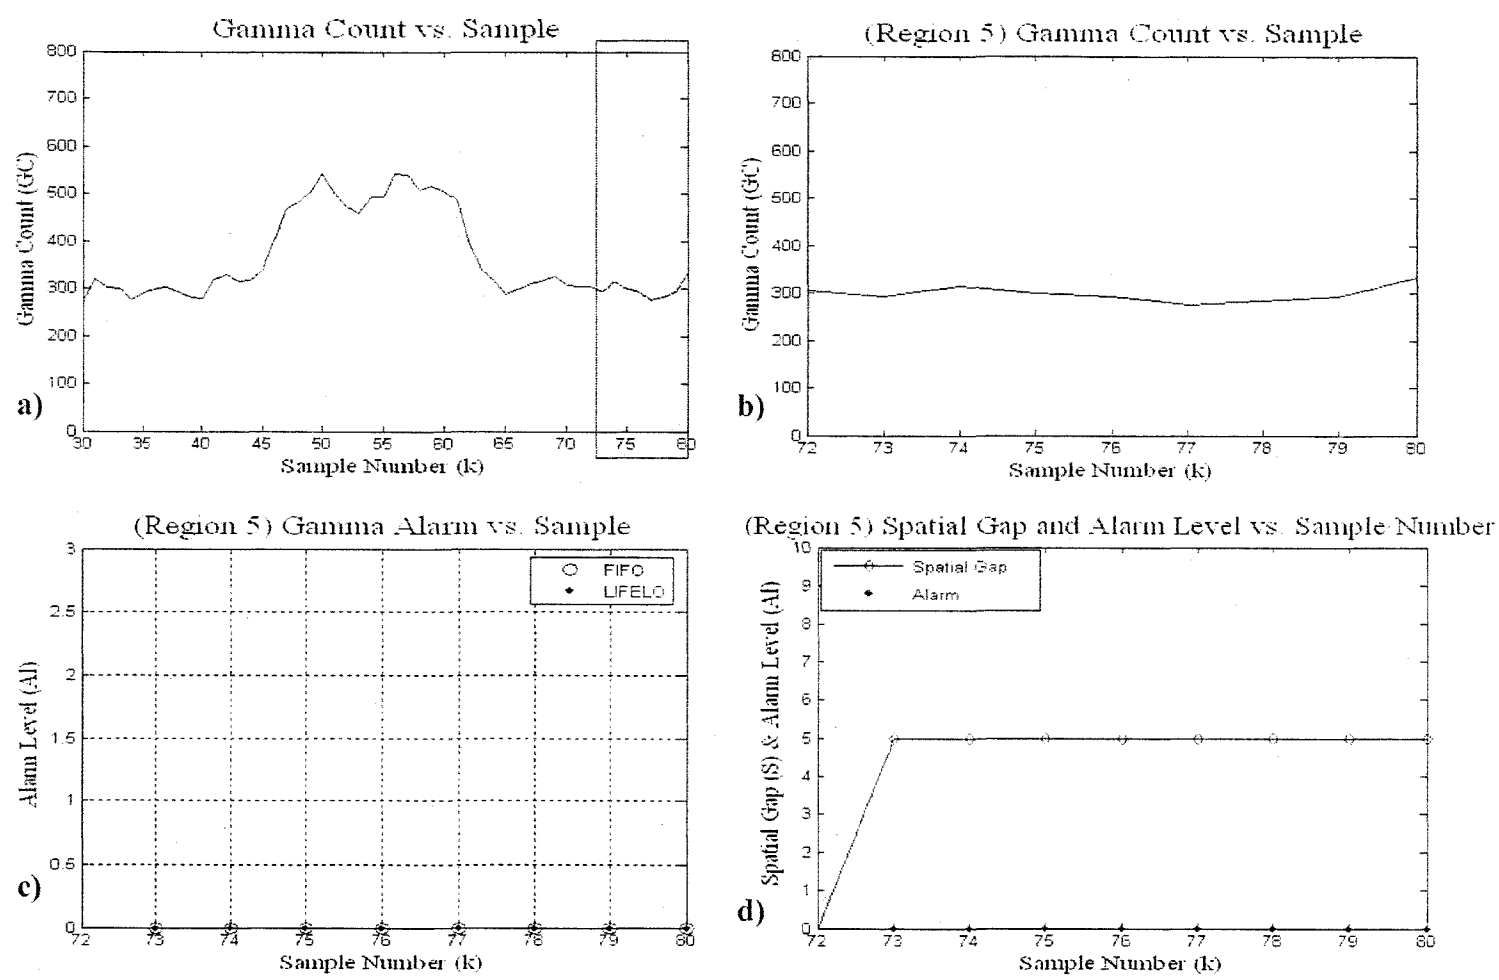 Gamma Count vs. Sample
800
700
600
500
400
300
200
100
0
Gamma Count (GC)
30 35 40 45 50 55 60 65 70 75 80
Sample Number (k)
a)
(Region 5) Gamma Count vs. Sample
800
700
600
500
400
300
200
100
0
Gamma Count (GC)
72 73 74 75 76 77 78 79 80
Sample Number (k)
b)
(Region 5) Gamma Alarm vs. Sample
3
2.5
2
1.5
1
0.5
0
Alarm Level (Al)
FIFO
LIFELO
72 73 74 75 76 77 78 79 80
Sample Number (k)
c)
(Region 5) Spatial Gap and Alarm Level vs. Sample Number
10
9
8
7
6
5
4
3
2
1
0
Spatial Gap (S) & Alarm Level (Al)
Spatial Gap
Alarm
72 73 74 75 76 77 78 79 80
Sample Number (k)
d)